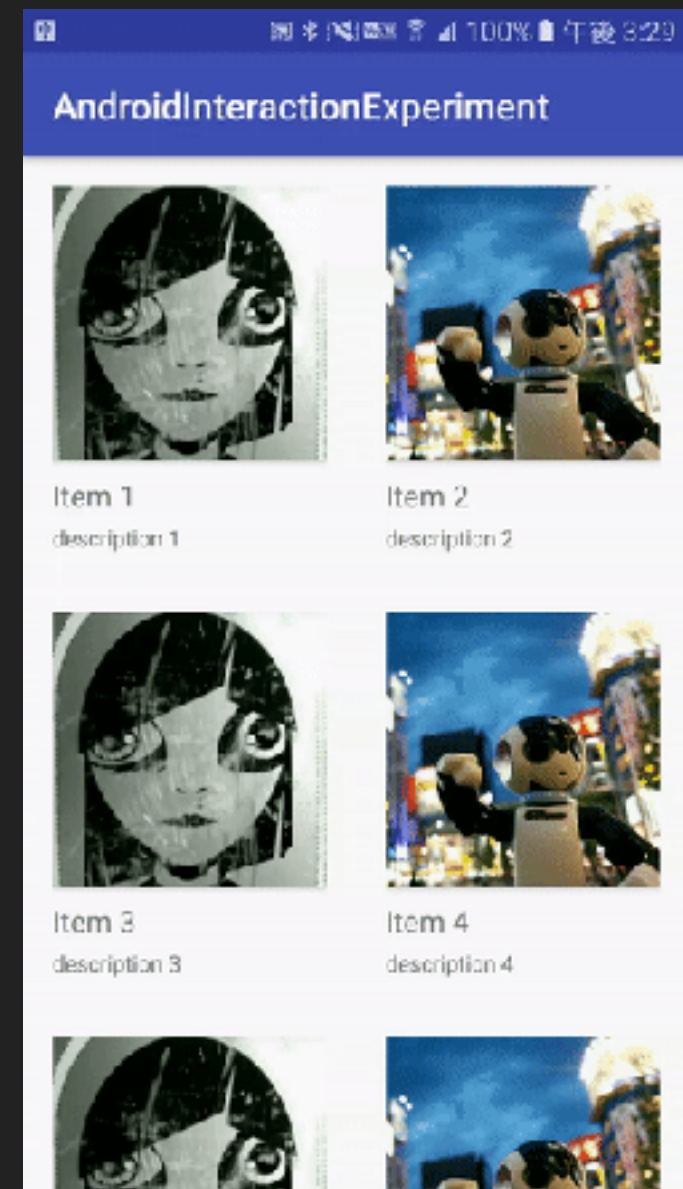 100% 午後 3:29
AndroidInteractionExperiment
Item 1
Item 2
description 1
description 2
Item 3
Item 4
description 3
description 4